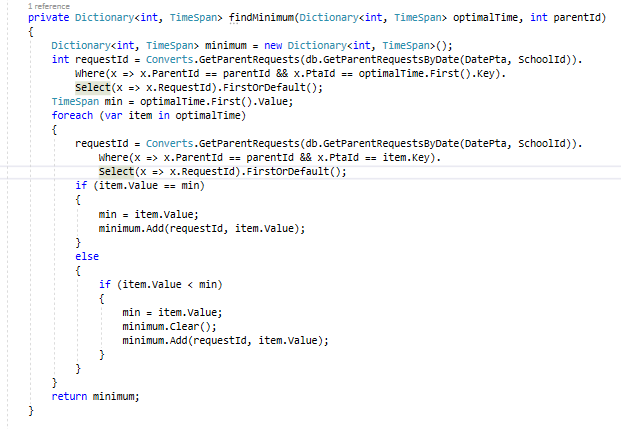 1 reference
private Dictionary<int, TimeSpan> findMinimum(Dictionary<int, TimeSpan> optimalTime, int parentId)
{
Dictionary<int, TimeSpan> minimum = new Dictionary<int, TimeSpan>();
int requestId = Converts.GetParentRequests(db.GetParentRequestsByDate(DatePta, SchoolId)).
Where(x => x.ParentId == parentId && x.PtaId == optimalTime.First().Key).
Select(x => x.RequestId).FirstOrDefault();
TimeSpan min = optimalTime.First().Value;
foreach (var item in optimalTime)
{
requestId = Converts.GetParentRequests(db.GetParentRequestsByDate(DatePta, SchoolId)).
Where(x => x.ParentId == parentId && x.PtaId == item.Key).
Select(x => x.RequestId).FirstOrDefault();
if (item.Value == min)
{
min = item.Value;
minimum.Add(requestId, item.Value);
}
else
{
if (item.Value < min)
{
min = item.Value;
minimum.Clear();
minimum.Add(requestId, item.Value);
}
}
}
return minimum;
}